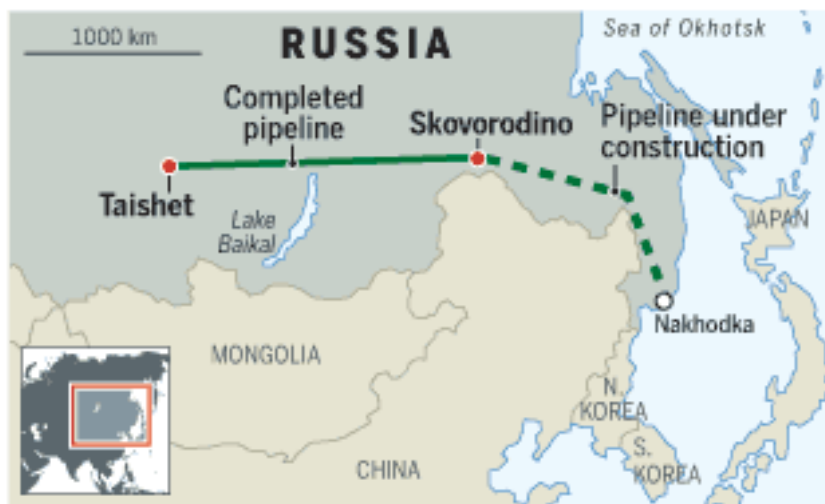 1000 km
RUSSIA
Sea of Okhotsk
Completed
pipeline
Skovorodino
Pipeline under
construction
Taishet
Lake
Baikal
JAPAN
Nakhodka
MONGOLIA
N.
KOREA
S.
KOREA
CHINA